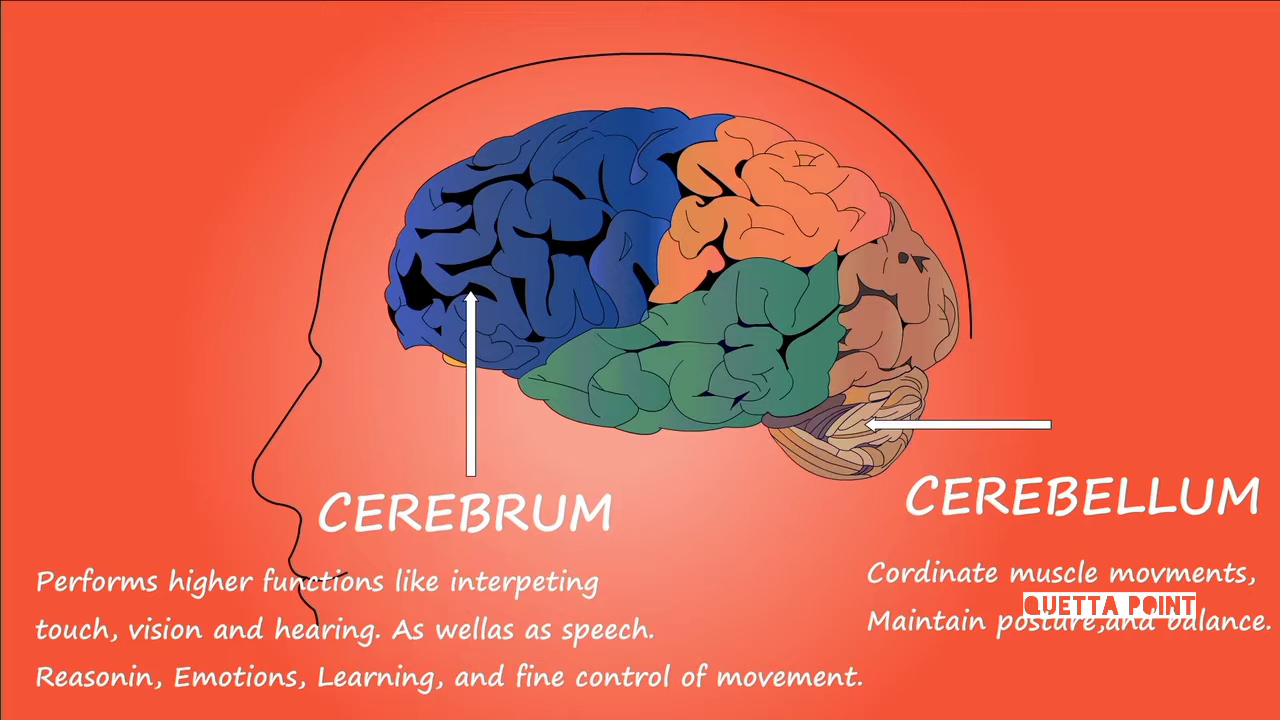 CEREBRUM
Performs higher functions like interpeting
touch, vision and hearing. As wellas as speech.
Reasonin, Emotions, Learning, and fine control of movement.
CEREBELLUM
Cordinate muscle movments,
QUETTA POINT
Maintain posture,and balance.